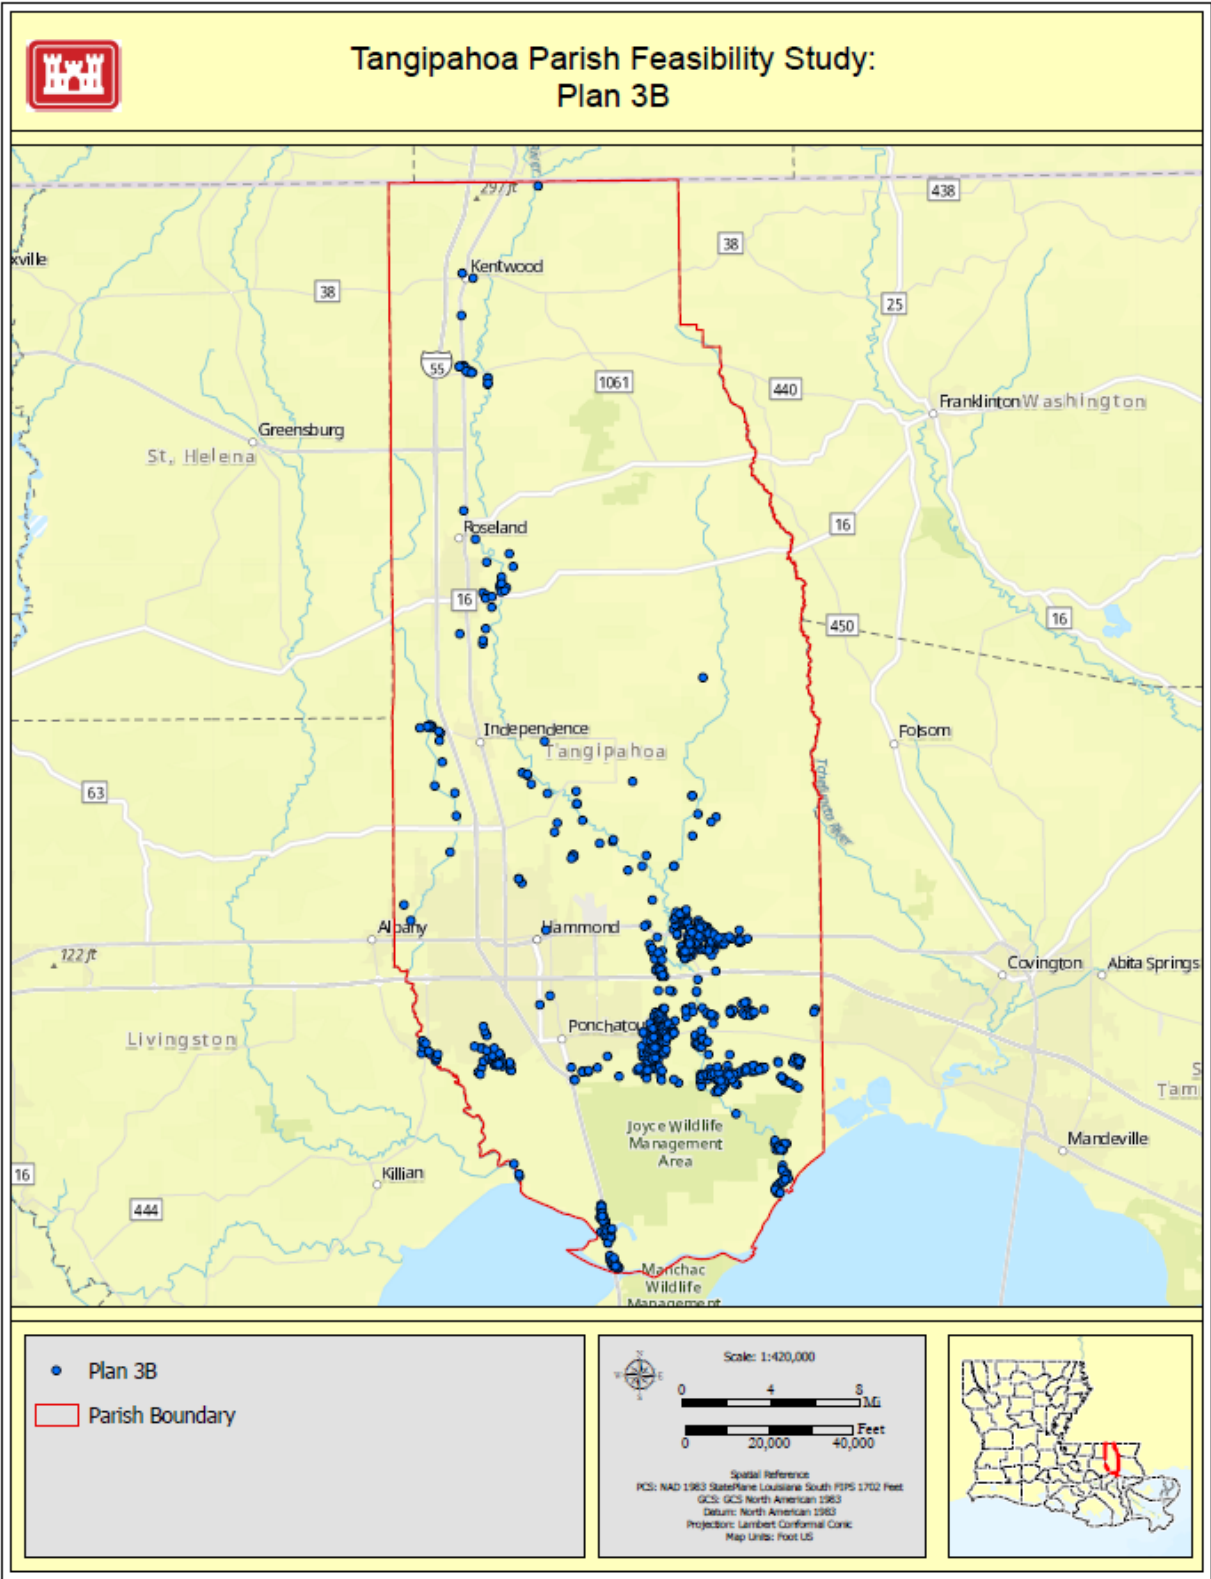 Tangipahoa Parish Feasibility Study:
Plan 3B
297 ft
438
38
xville
Kentwood
38
25
55
1061
440
Franklinton
Washington
Greensburg
St. Helena
16
Roseland
16
450
16
Independence
Tangipahoa
Folsom
63
Albany
Hammond
122 ft
Covington
Abita Springs
Livingston
Ponchatou
S
Tam
Joyce Wildlife
Management
Area
Mandeville
16
Killian
444
Manchac
Wildlife
Management
Plan 3B
Parish Boundary
N
W E
S
Scale: 1:420,000
0 4 8
Mi
Feet
0 20,000 40,000
Spatial Reference
PCS: NAD 1983 StatePlane Louisiana South FIPS 1702 Feet
GCS: GCS North American 1983
Datum: North American 1983
Projection: Lambert Conformal Conic
Map Units: Foot US